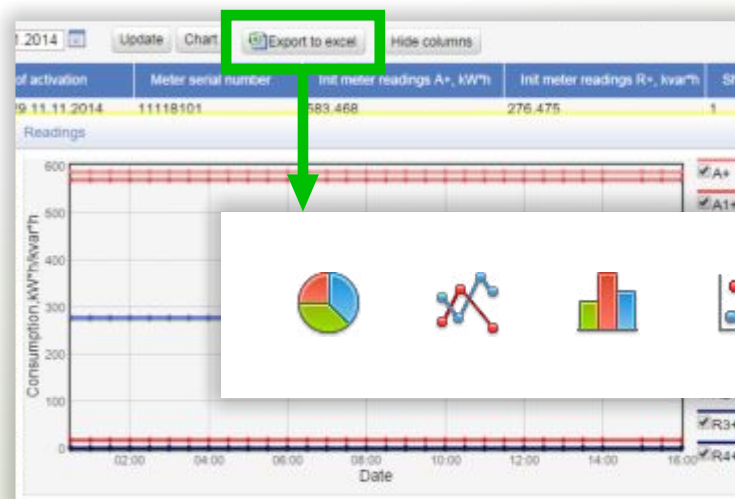 1.2014 Update Chart Export to excel Hide columns
of activation Meter serial number Init meter readings A+, kW*h Init meter readings R+, kvar*h
29 11.11.2014 11118101 583.468 276.475 1
Readings
600
A+
A1+
500
400
300
200
100
0
Consumption,kW*h/kvar*h
R3+
R4+
02:00 04:00 06:00 08:00 10:00 12:00 14:00 16:00
Date